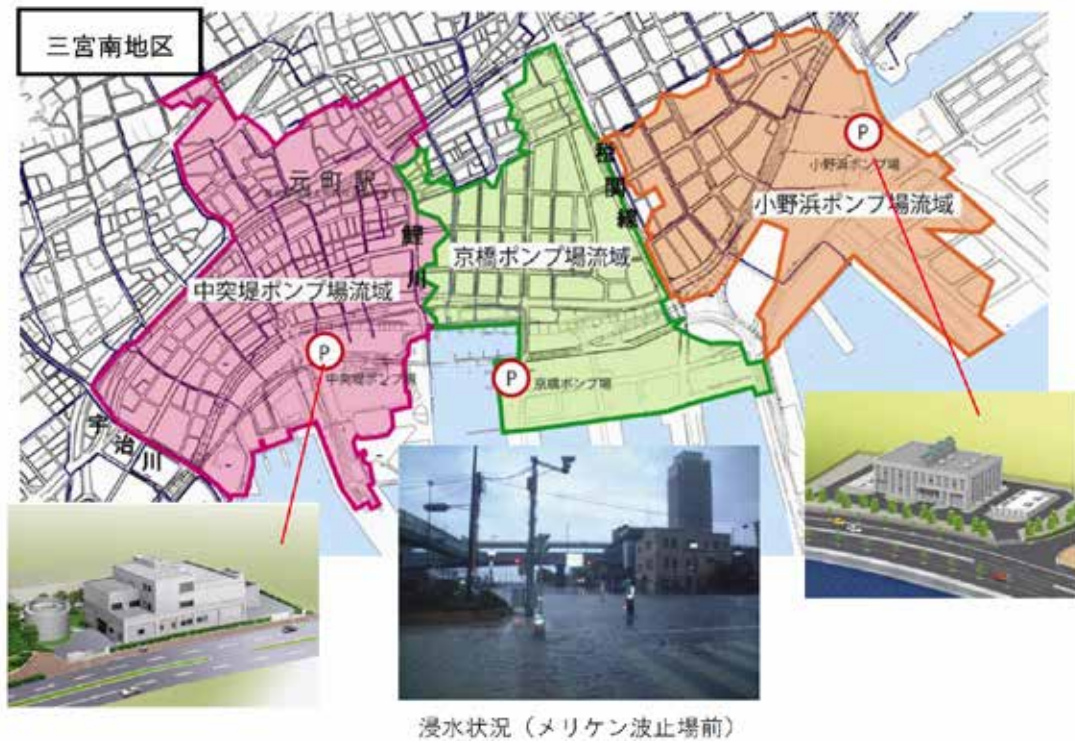 三宮南地区
元町駅
鯉川
税関線
P
小野浜ポンプ場
小野浜ポンプ場流域
京橋ポンプ場流域
中突堤ポンプ場流域
P
中突堤ポンプ場
P
京橋ポンプ場
宇治川
浸水状況（メリケン波止場前）